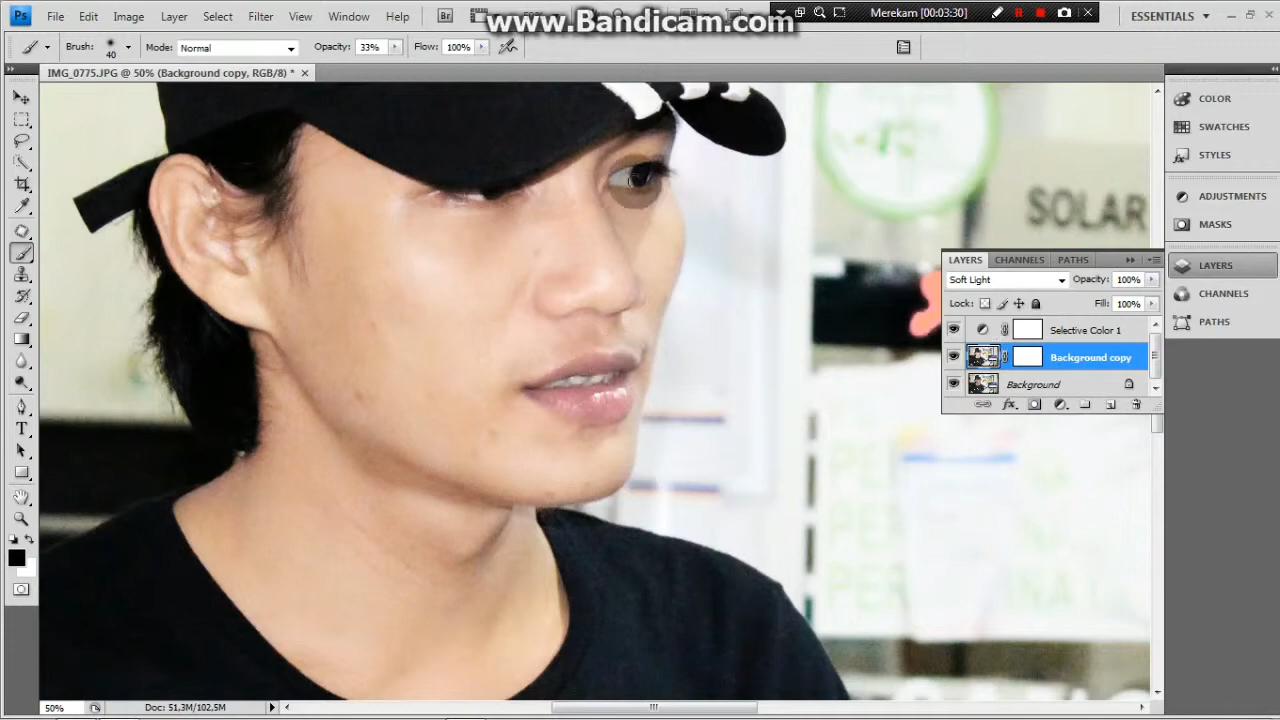 Ps File Edit Image Layer Select Filter View Window Help Br
www.Bandicam.com
Merekam [00:03:30]
ESSENTIALS
Brush: 40 Mode: Normal Opacity: 33% Flow: 100%
IMG_0775.JPG @ 50% (Background copy, RGB/8) *
COLOR
SWATCHES
STYLES
ADJUSTMENTS
MASKS
LAYERS
CHANNELS
PATHS
LAYERS CHANNELS PATHS
Soft Light Opacity: 100%
Lock: Fill: 100%
Selective Color 1
Background copy
Background
SOLAR
50% Doc: 51,3M/102,5M